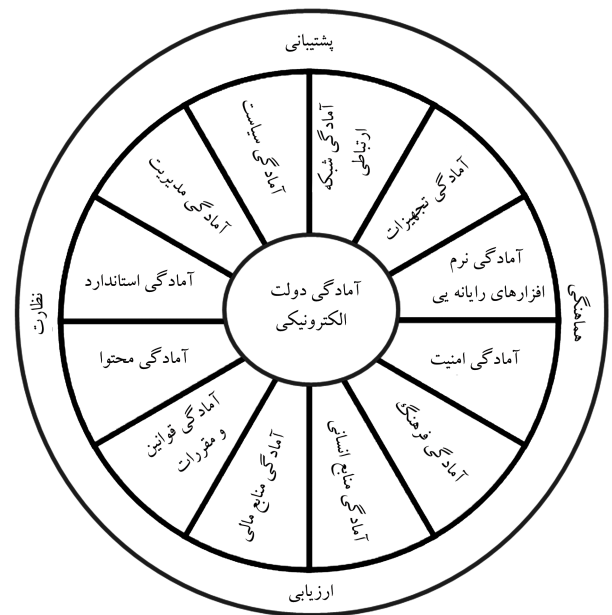 پشتیبانی
آمادگی شبکه
ارتباطی
آمادگی تجهیزات
آمادگی نرم
افزارهای رایانه یی
هماهنگی
آمادگی امنیت
آمادگی فرهنگ
آمادگی منابع انسانی
ارزیابی
آمادگی منابع مالی
آمادگی قوانین
و مقررات
آمادگی محتوا
نظارت
آمادگی استاندارد
آمادگی مدیریت
آمادگی سیاست
آمادگی دولت
الکترونیکی